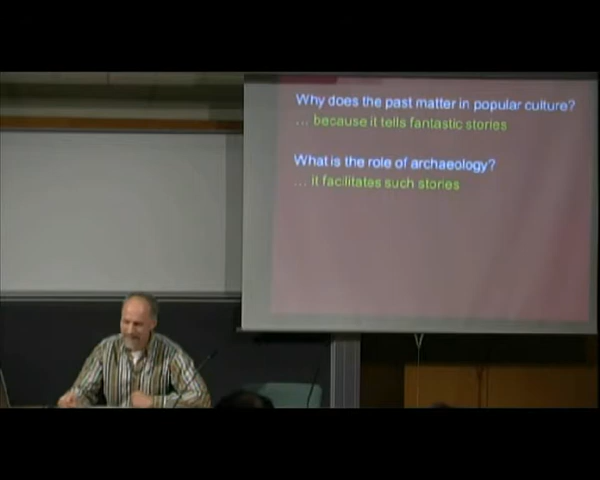 Why does the past matter in popular culture?
... because it tells fantastic stories
What is the role of archaeology?
... it facilitates such stories